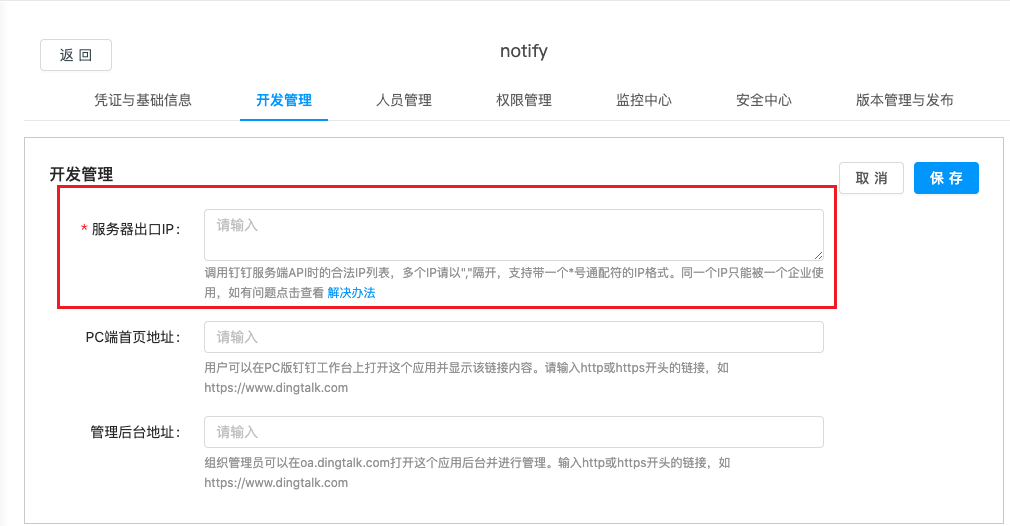 返 回
notify
凭证与基础信息 开发管理 人员管理 权限管理 监控中心 安全中心 版本管理与发布
开发管理
取 消 保 存
* 服务器出口IP： 请输入
调用钉钉服务端API时的合法IP列表，多个IP请以","隔开，支持带一个*号通配符的IP格式。同一个IP只能被一个企业使
用，如有问题点击查看 解决办法
PC端首页地址： 请输入
用户可以在PC版钉钉工作台上打开这个应用并显示该链接内容。请输入http或https开头的链接，如
https://www.dingtalk.com
管理后台地址： 请输入
组织管理员可以在oa.dingtalk.com打开这个应用后台并进行管理。输入http或https开头的链接，如
https://www.dingtalk.com